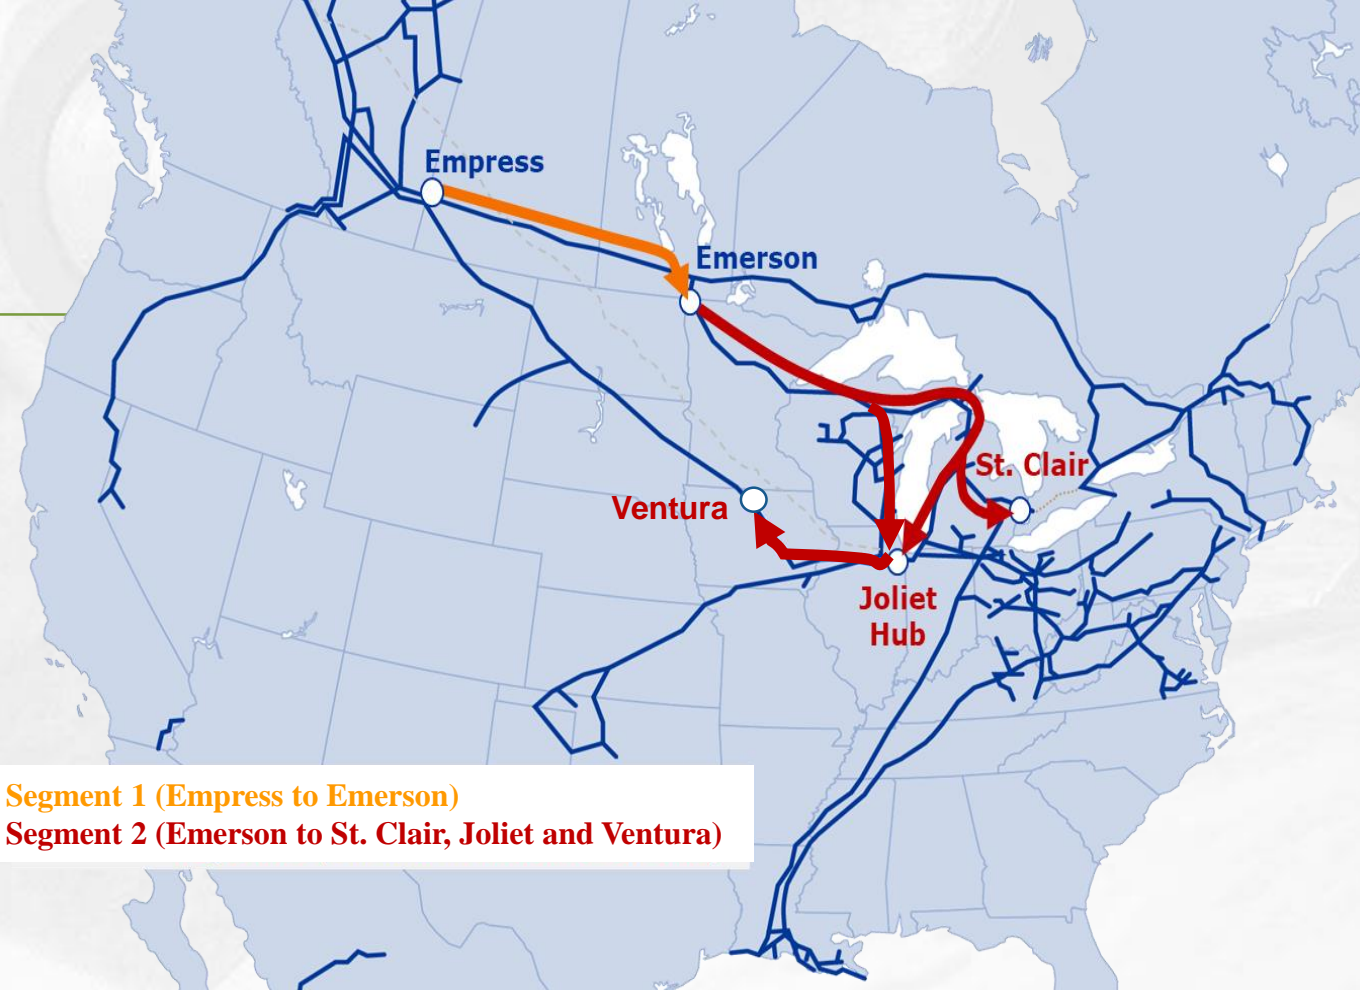 Empress
Emerson
St. Clair
Ventura
Joliet
Hub
Segment 1 (Empress to Emerson)
Segment 2 (Emerson to St. Clair, Joliet and Ventura)